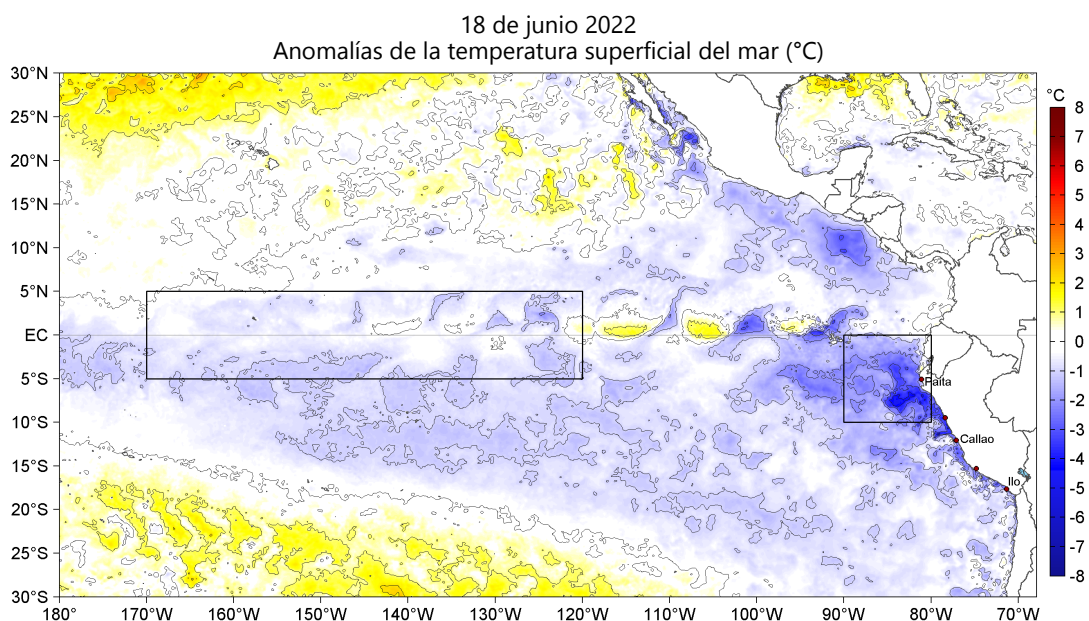 18 de junio 2022
Anomalías de la temperatura superficial del mar (°C)
30°N
25°N
20°N
15°N
10°N
5°N
EC
5°S
10°S
15°S
20°S
25°S
30°S
180
170°W
160°W
150°W
140°W
130°W
120°W
110°W
100°W
90°W
80°W
70°W
Paita
Callao
Ilo
°C
8
7
6
5
4
3
2
1
0
-1
-2
-3
-4
-5
-6
-7
-8